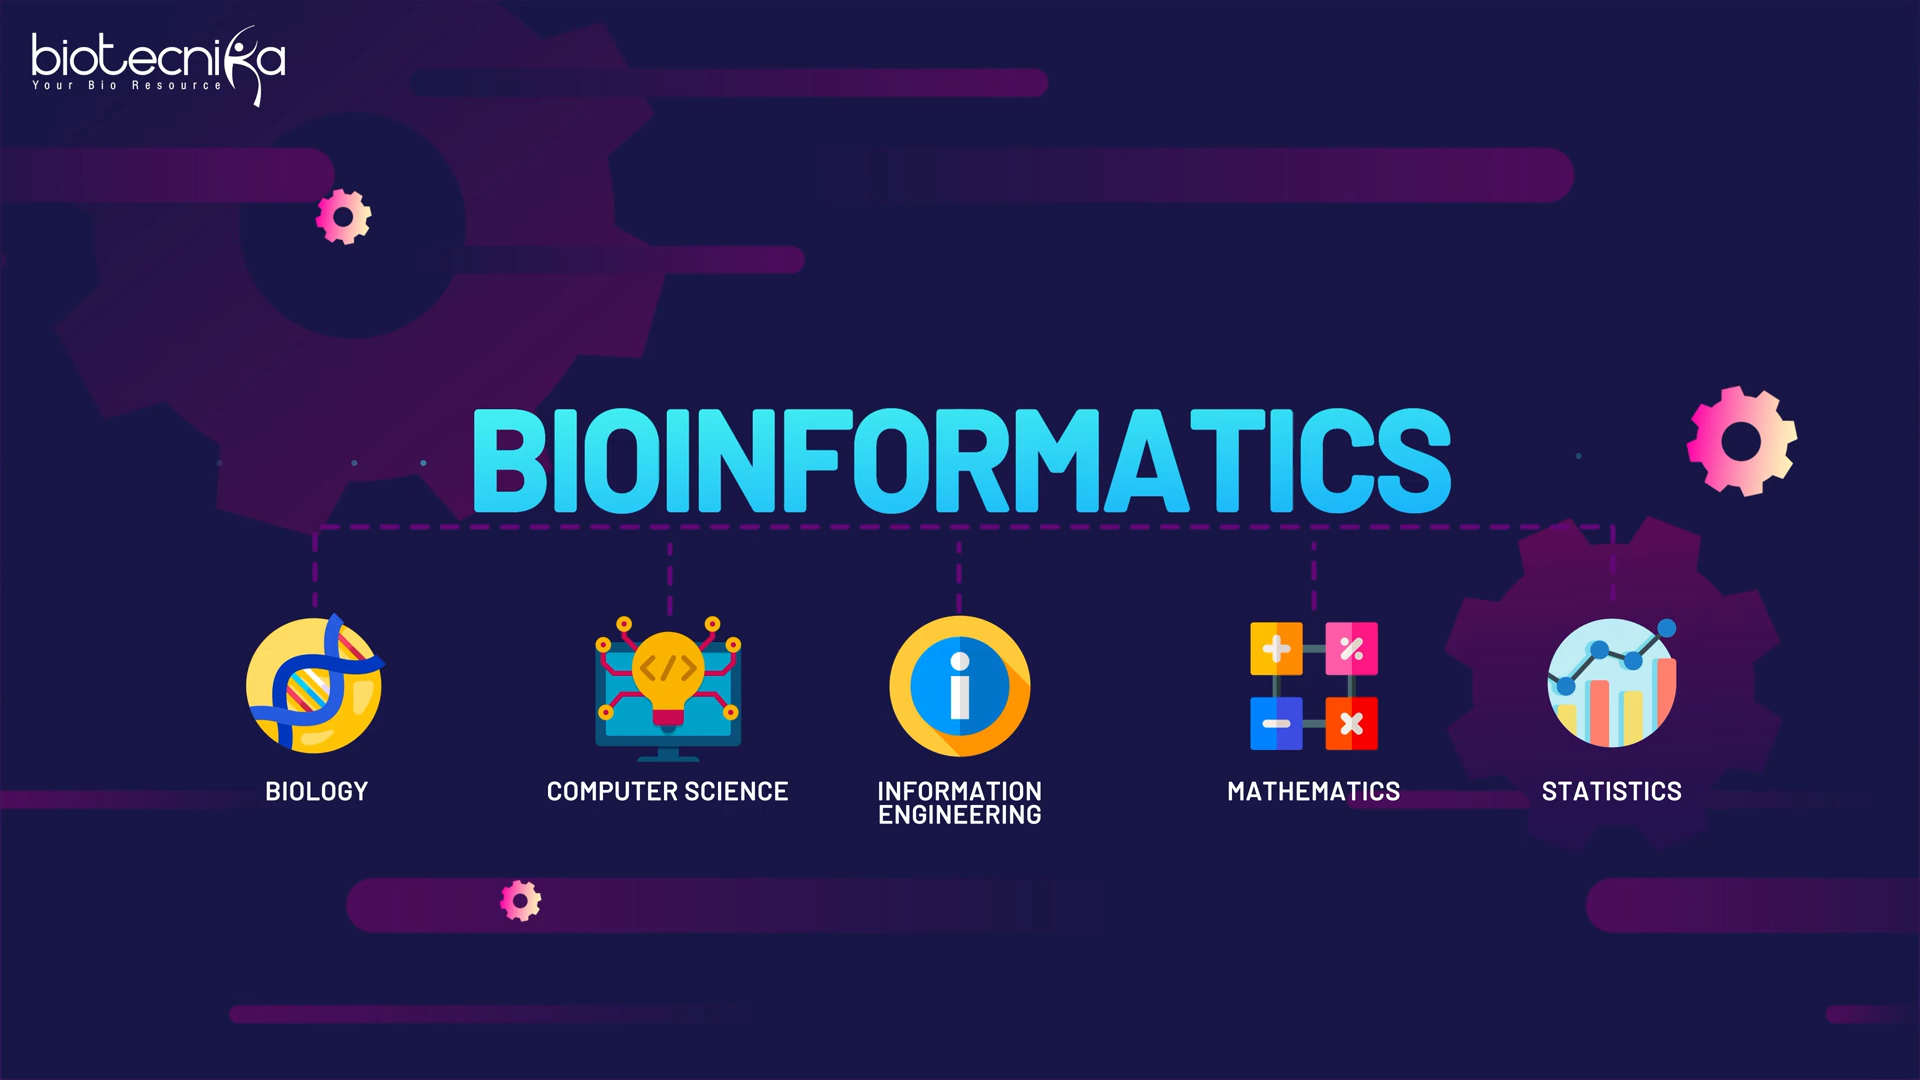 biotecnika
Your Bio Resource
BIOINFORMATICS
BIOLOGY
COMPUTER SCIENCE
INFORMATION
ENGINEERING
MATHEMATICS
STATISTICS